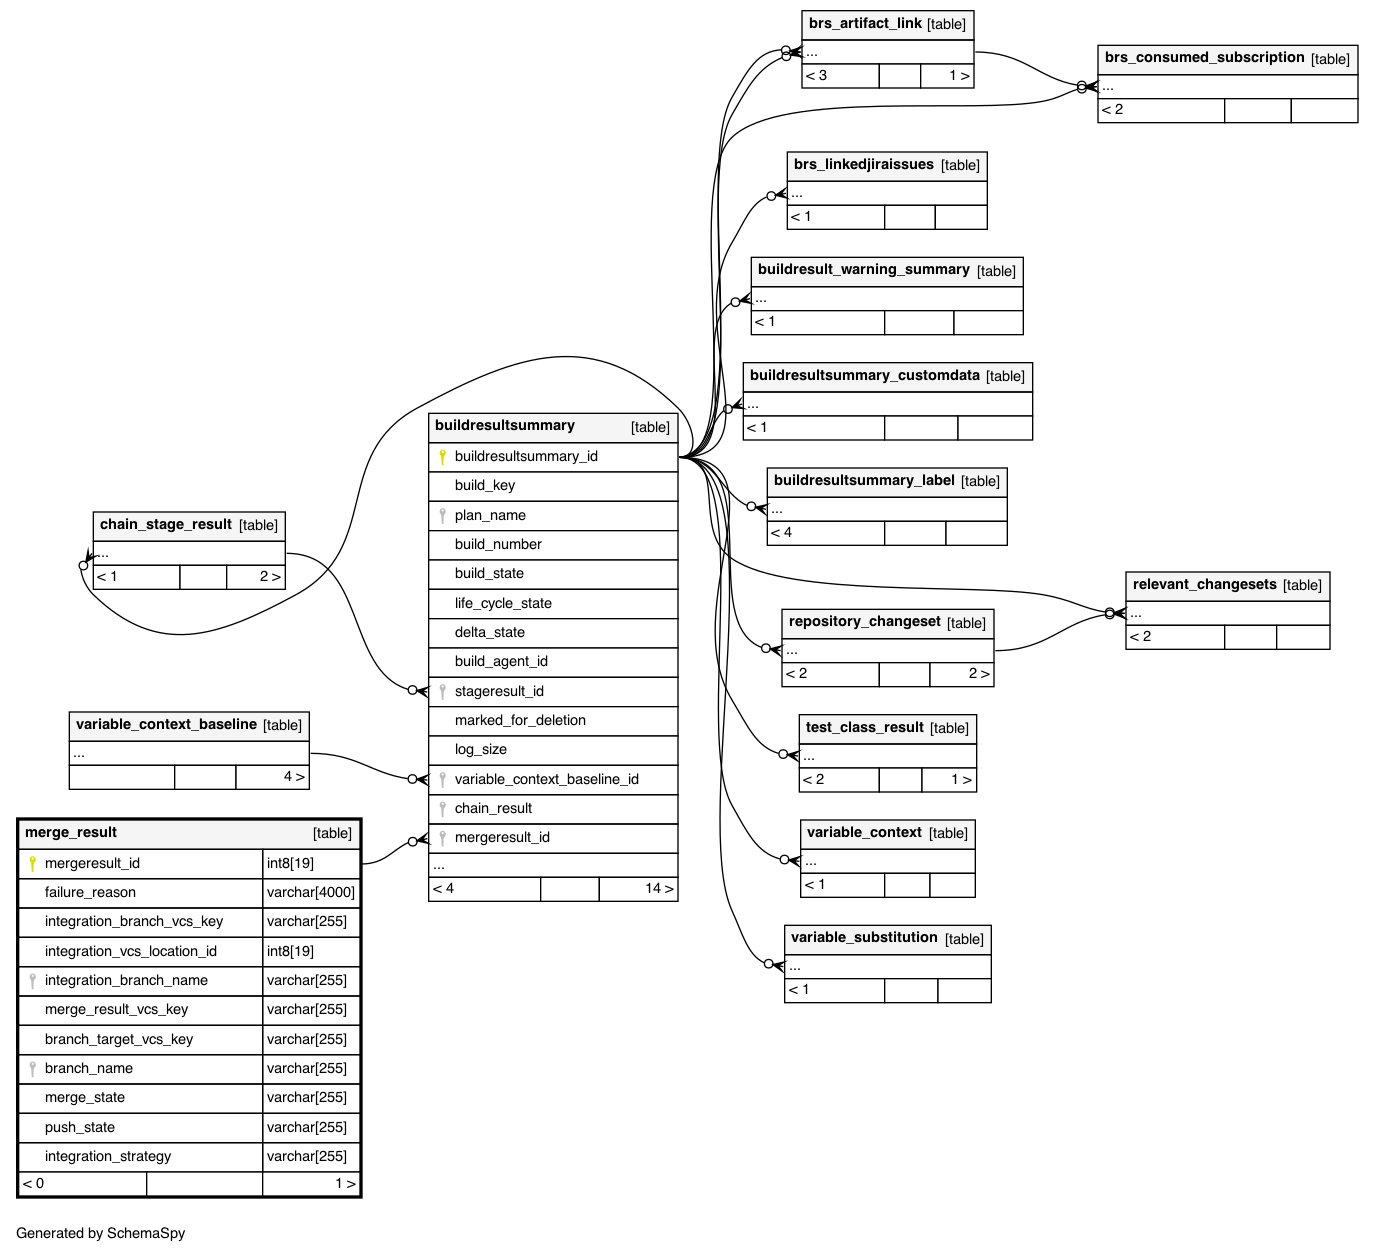 brs_artifact_link [table]
...
< 3 1 >
brs_consumed_subscription [table]
...
< 2
brs_linkedjiraissues [table]
...
< 1
buildresult_warning_summary [table]
...
< 1
buildresultsummary_customdata [table]
...
< 1
buildresultsummary [table]
buildresultsummary_id
build_key
plan_name
build_number
build_state
life_cycle_state
delta_state
build_agent_id
stageresult_id
marked_for_deletion
log_size
variable_context_baseline_id
chain_result
mergeresult_id
...
< 4 14 >
buildresultsummary_label [table]
...
< 4
chain_stage_result [table]
...
< 1 2 >
relevant_changesets [table]
...
< 2
repository_changeset [table]
...
< 2 2 >
variable_context_baseline [table]
...
4 >
test_class_result [table]
...
< 2 1 >
variable_context [table]
...
< 1
variable_substitution [table]
...
< 1
merge_result [table]
mergeresult_id int8[19]
failure_reason varchar[4000]
integration_branch_vcs_key varchar[255]
integration_vcs_location_id int8[19]
integration_branch_name varchar[255]
merge_result_vcs_key varchar[255]
branch_target_vcs_key varchar[255]
branch_name varchar[255]
merge_state varchar[255]
push_state varchar[255]
integration_strategy varchar[255]
< 0 1 >
Generated by SchemaSpy